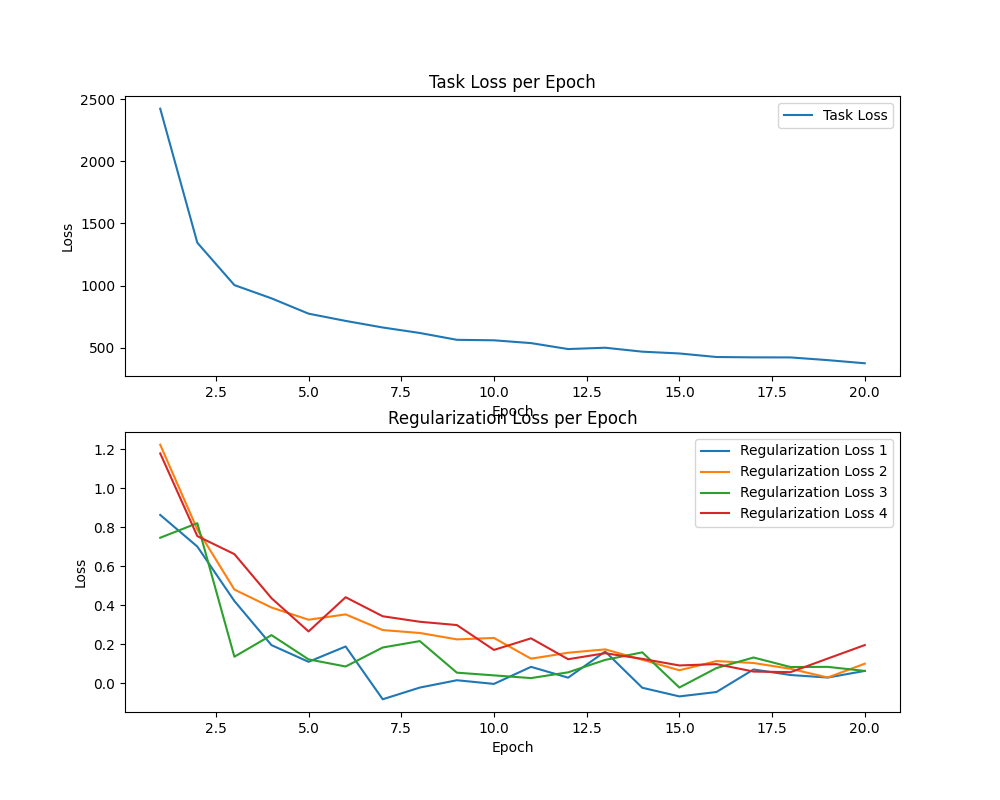 Task Loss per Epoch
2500
2000
1500
1000
500
Loss
Task Loss
2.5 5.0 7.5 10.0 12.5 15.0 17.5 20.0
Epoch
Regularization Loss per Epoch
1.2
1.0
0.8
0.6
0.4
0.2
0.0
Loss
Regularization Loss 1
Regularization Loss 2
Regularization Loss 3
Regularization Loss 4
2.5 5.0 7.5 10.0 12.5 15.0 17.5 20.0
Epoch